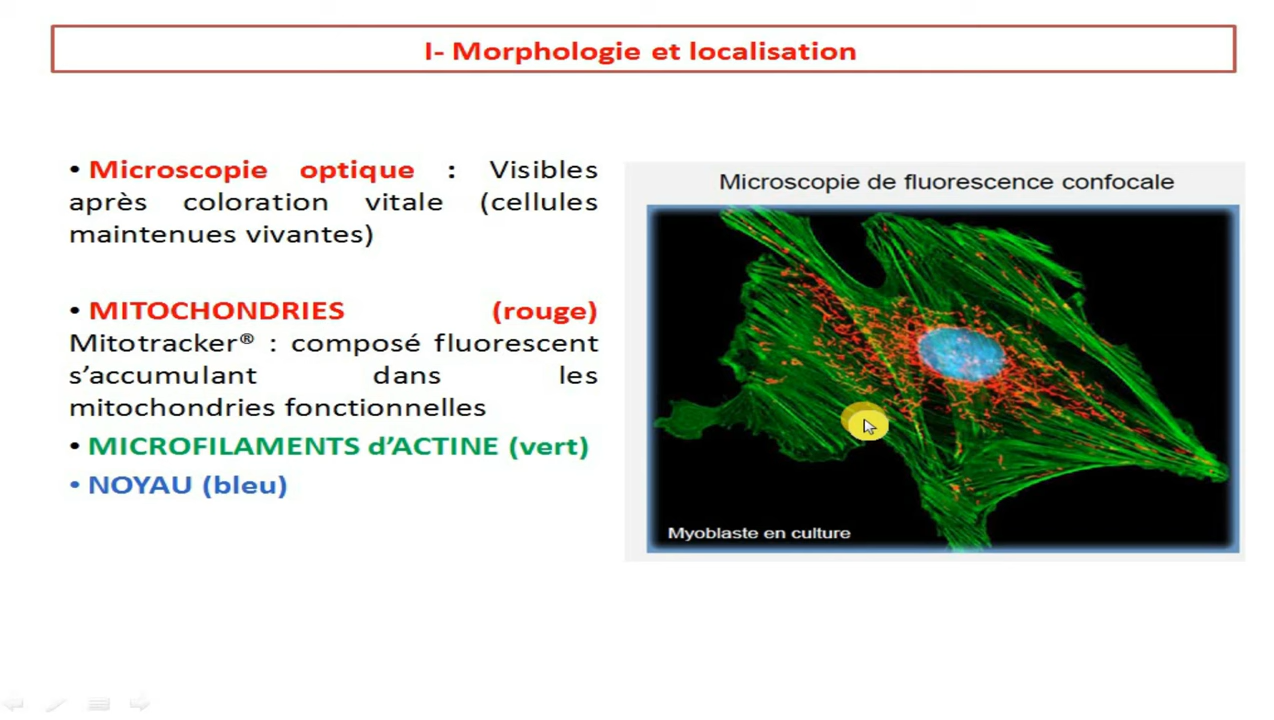 I- Morphologie et localisation
• Microscopie optique : Visibles
après coloration vitale (cellules
maintenues vivantes)
• MITOCHONDRIES (rouge)
Mitotracker® : composé fluorescent
s’accumulant dans les
mitochondries fonctionnelles
• MICROFILAMENTS d’ACTINE (vert)
• NOYAU (bleu)
Microscopie de fluorescence confocale
Myoblaste en culture